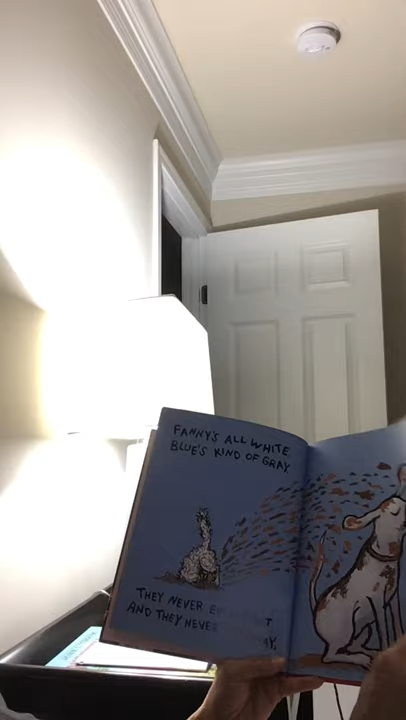 FANNY'S ALL WHITE
BLUE'S KIND OF GRAY
THEY NEVER
AND THEY NEVER